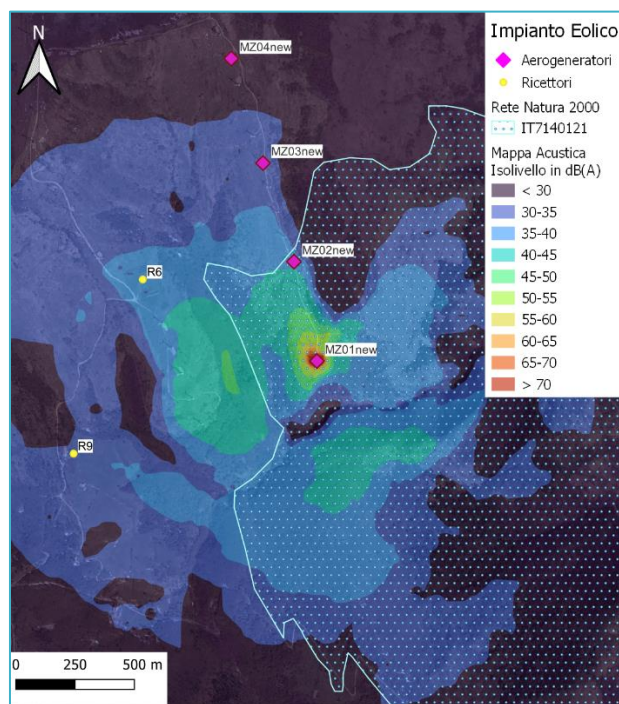 N
MZ04new
MZ03new
MZ02new
R6
MZ01new
R9
0 250 500 m
Impianto Eolico
Aerogeneratori
Ricettori
Rete Natura 2000
IT7140121
Mappa Acustica
Isolivello in dB(A)
< 30
30-35
35-40
40-45
45-50
50-55
55-60
60-65
65-70
> 70